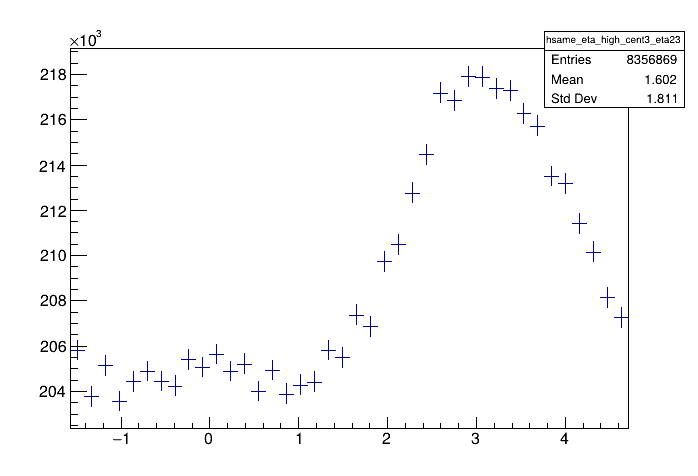 ×10³
hsame_eta_high_cent3_eta23
Entries 8356869
Mean 1.602
Std Dev 1.811
218
216
214
212
210
208
206
204
−1 0 1 2 3 4